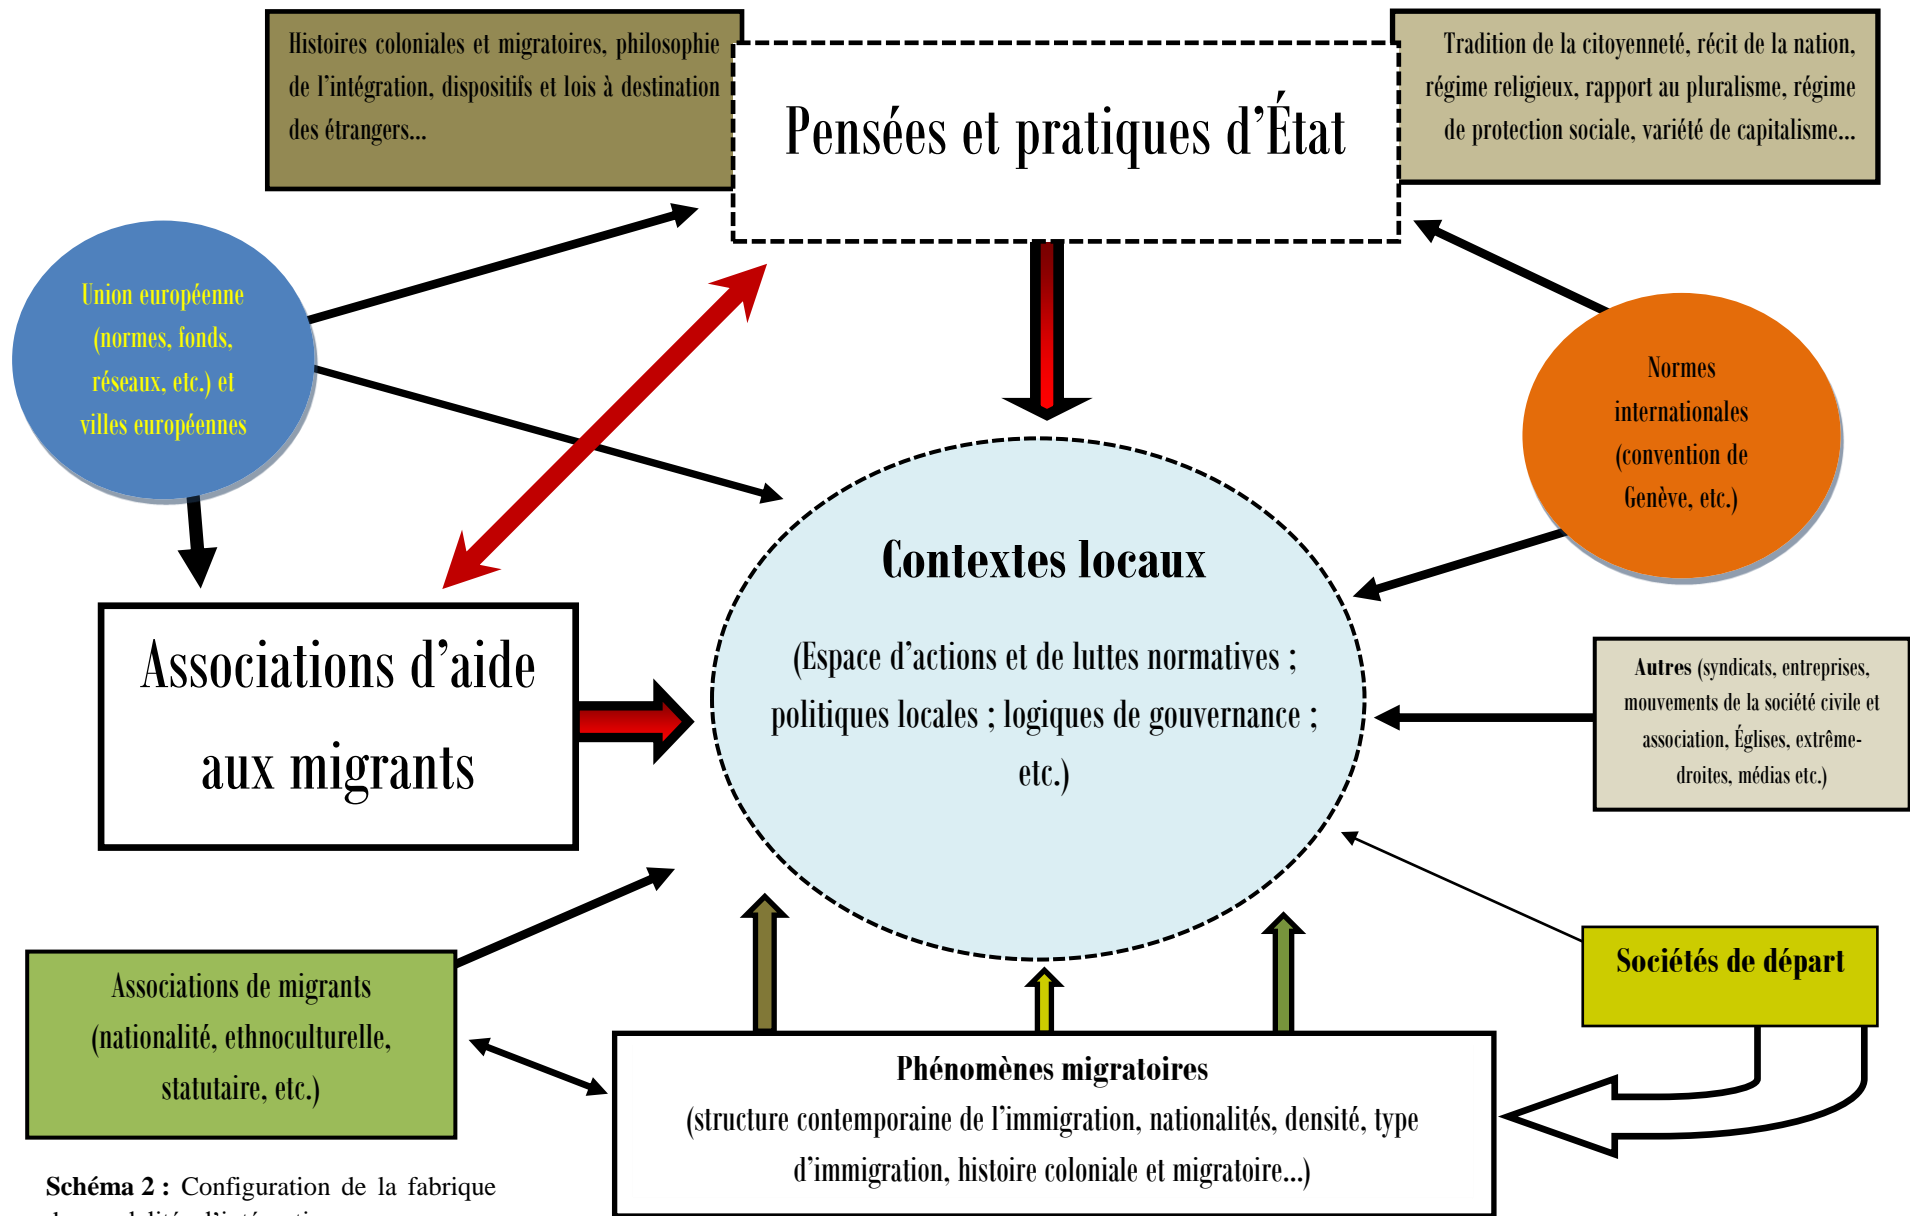 Histoires coloniales et migratoires, philosophie
de l’intégration, dispositifs et lois à destination
des étrangers...
Pensées et pratiques d’État
Tradition de la citoyenneté, récit de la nation,
régime religieux, rapport au pluralisme, régime
de protection sociale, variété de capitalisme...
Union européenne
(normes, fonds,
réseaux, etc.) et
villes européennes
Normes
internationales
(convention de
Genève, etc.)
Contextes locaux
(Espace d’actions et de luttes normatives ;
politiques locales ; logiques de gouvernance ;
etc.)
Associations d’aide
aux migrants
Autres (syndicats, entreprises,
mouvements de la société civile et
association, Églises, extrême-
droites, médias etc.)
Sociétés de départ
Associations de migrants
(nationalité, ethnoculturelle,
statutaire, etc.)
Phénomènes migratoires
(structure contemporaine de l’immigration, nationalités, densité, type
d’immigration, histoire coloniale et migratoire...)
Schéma 2 : Configuration de la fabrique